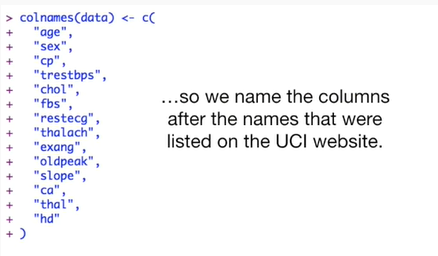 > colnames(data) <- c(
+ "age",
+ "sex",
+ "cp",
+ "trestbps",
+ "chol",
+ "fbs",
+ "restecg",
+ "thalach",
+ "exang",
+ "oldpeak",
+ "slope",
+ "ca",
+ "thal",
+ "hd"
+ )
…so we name the columns
after the names that were
listed on the UCI website.